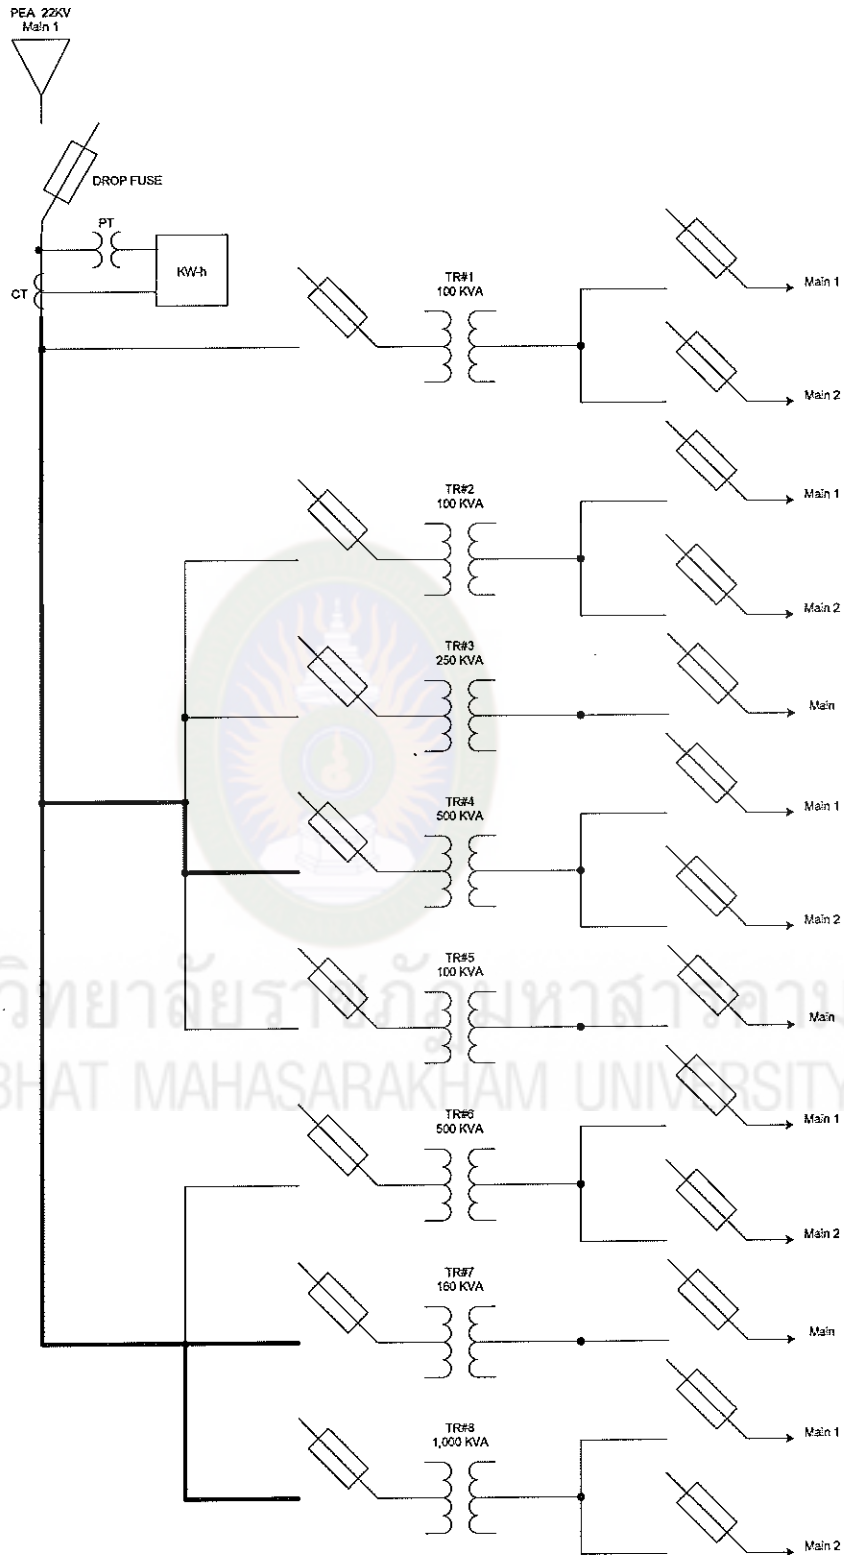 PEA 22KV
Main 1
DROP FUSE
PT
KW-h
CT
TR#1
100 KVA
Main 1
Main 2
TR#2
100 KVA
Main 1
Main 2
TR#3
250 KVA
Main
TR#4
500 KVA
Main 1
Main 2
TR#5
100 KVA
Main
วิทยาลัยราชภัฏมหาสารคาม
BHAT MAHASARAKHAM UNIVERSITY
TR#6
500 KVA
Main 1
Main 2
TR#7
160 KVA
Main
TR#8
1,000 KVA
Main 1
Main 2